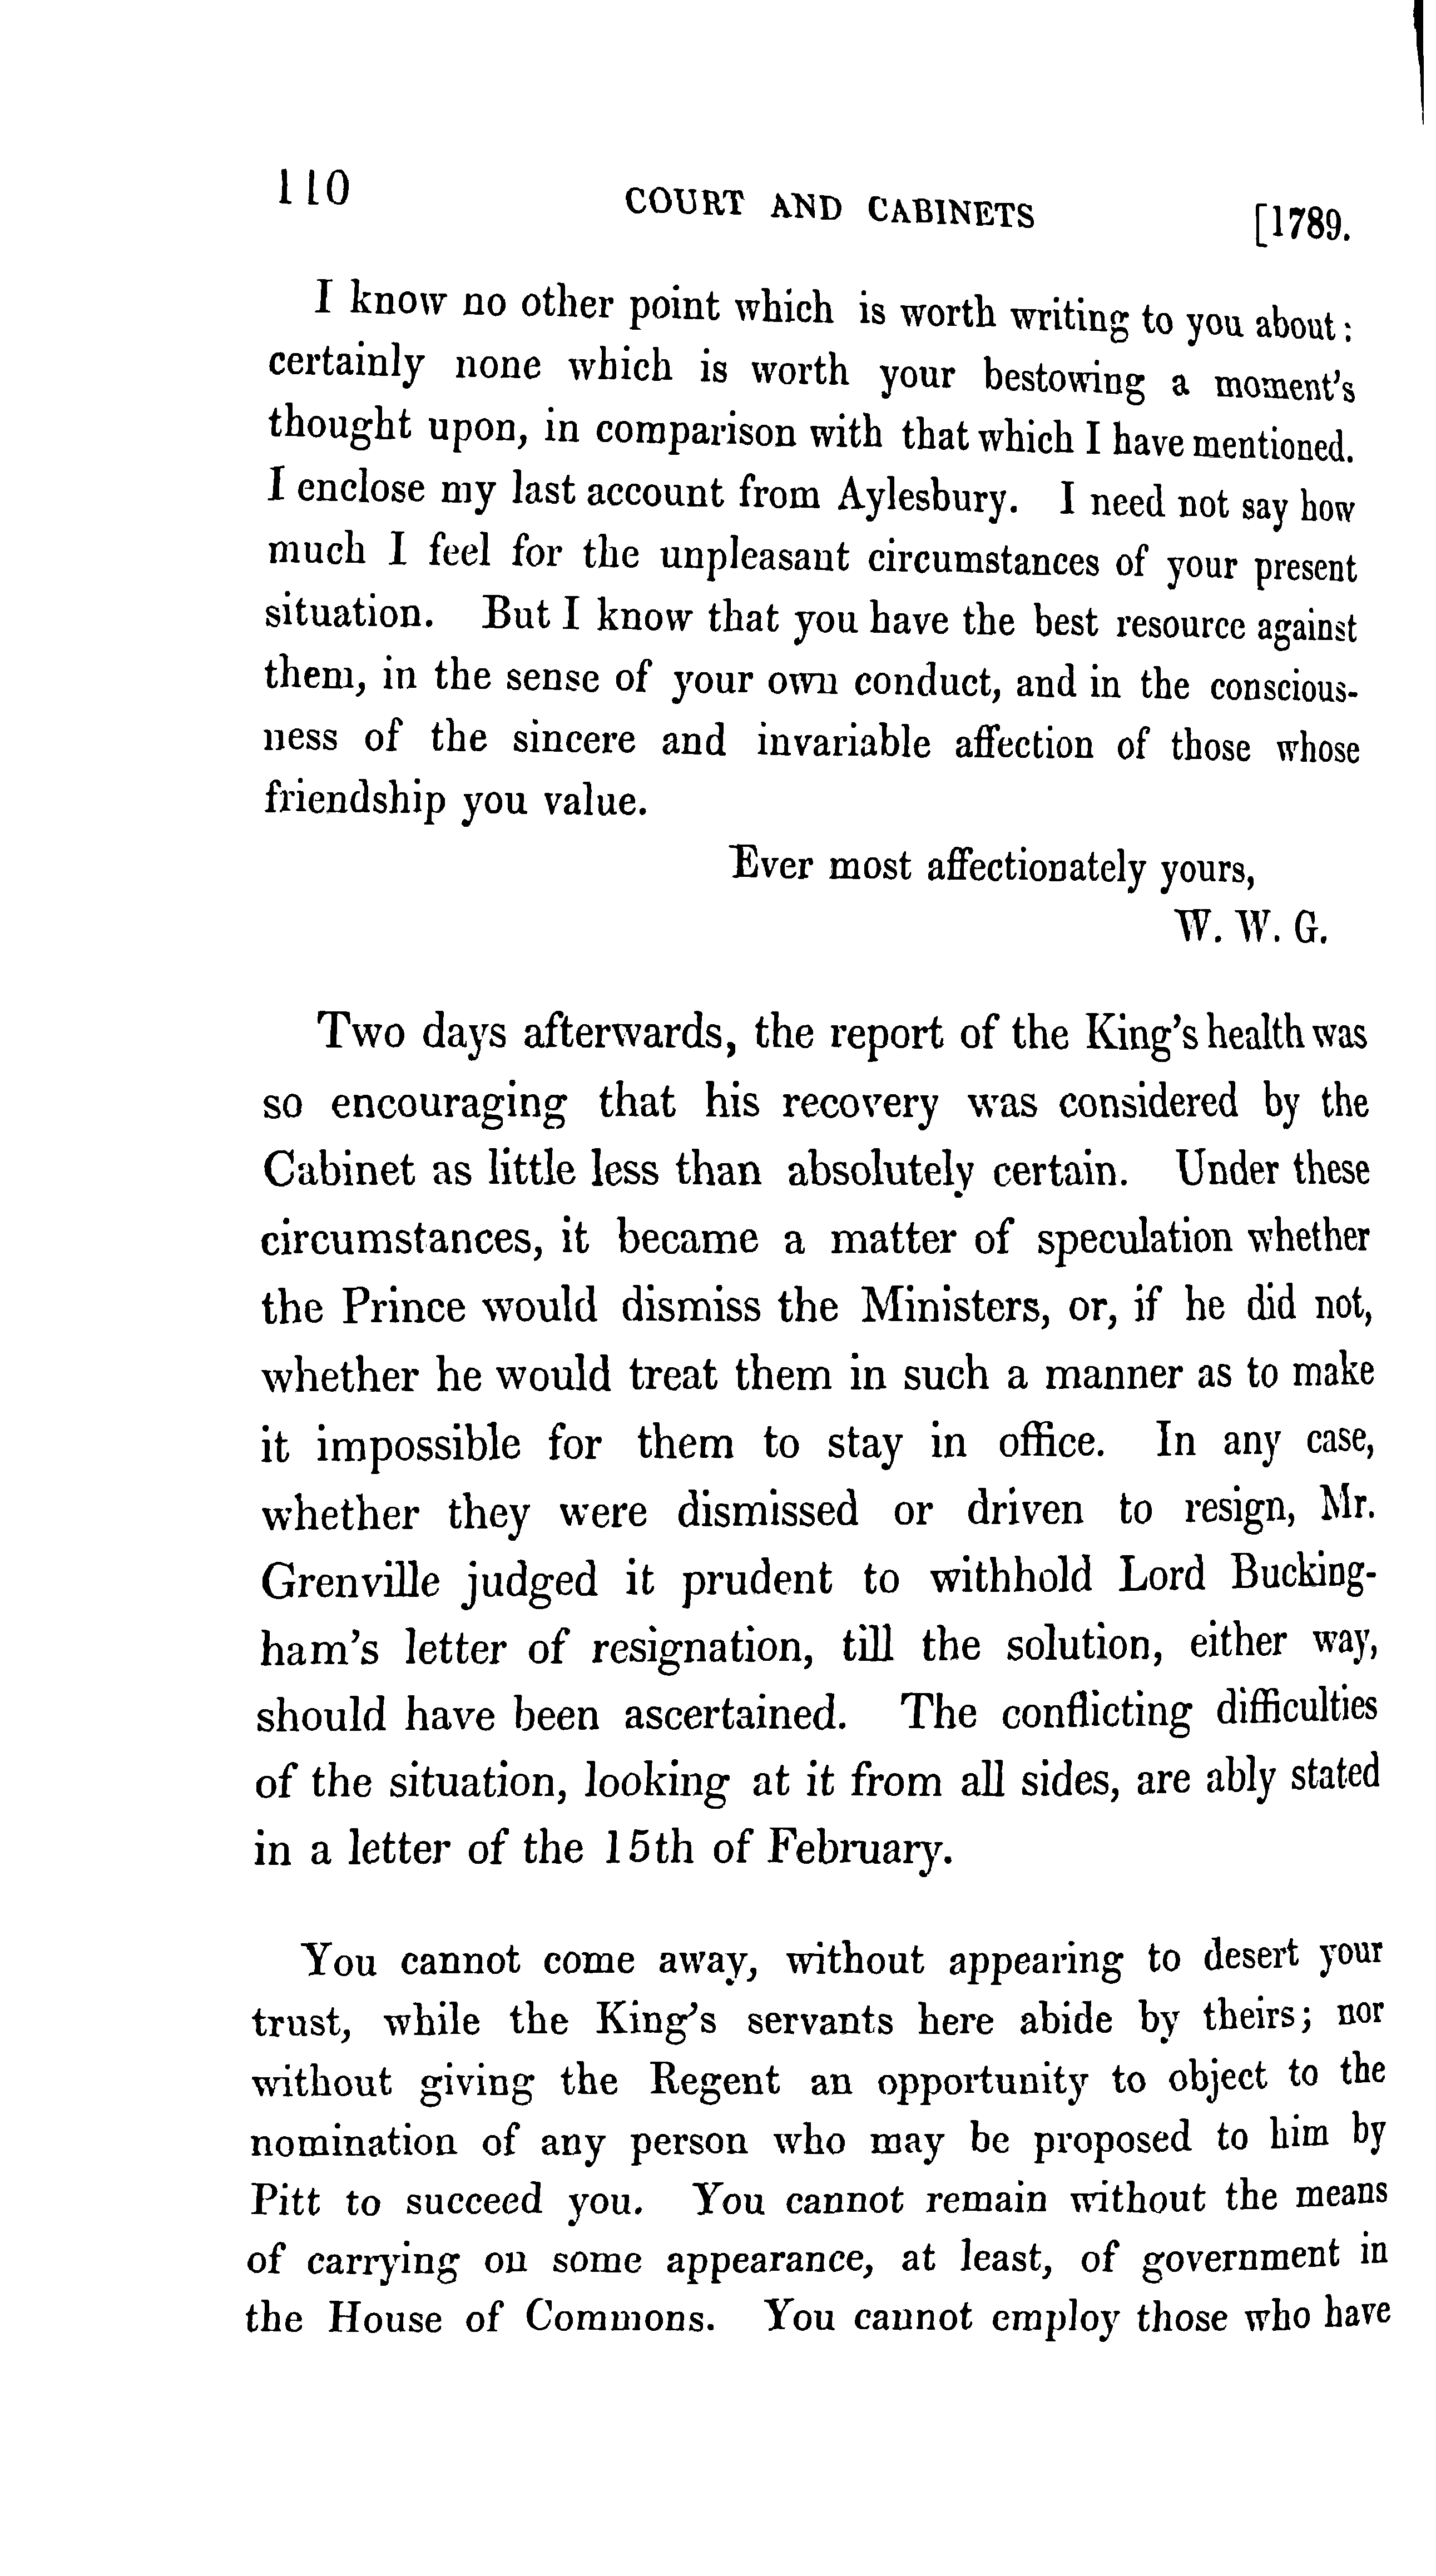 110 COURT AND CABINETS [1789.
I know no other point which is worth writing to you about:
certainly none which is worth your bestowing a moment's
thought upon, in comparison with that which I have mentioned.
I enclose my last account from Aylesbury. I need not say how
much I feel for the unpleasant circumstances of your present
situation. But I know that you have the best resource against
them, in the sense of your own conduct, and in the conscious-
ness of the sincere and invariable affection of those whose
friendship you value.
Ever most affectionately yours,
W. W. G.
Two days afterwards, the report of the King's health was
so encouraging that his recovery was considered by the
Cabinet as little less than absolutely certain. Under these
circumstances, it became a matter of speculation whether
the Prince would dismiss the Ministers, or, if he did not,
whether he would treat them in such a manner as to make
it impossible for them to stay in office. In any case,
whether they were dismissed or driven to resign, Mr.
Grenville judged it prudent to withhold Lord Bucking-
ham's letter of resignation, till the solution, either way,
should have been ascertained. The conflicting difficulties
of the situation, looking at it from all sides, are ably stated
in a letter of the 15th of February.
You cannot come away, without appearing to desert your
trust, while the King's servants here abide by theirs; nor
without giving the Regent an opportunity to object to the
nomination of any person who may be proposed to him by
Pitt to succeed you. You cannot remain without the means
of carrying on some appearance, at least, of government in
the House of Commons. You cannot employ those who have